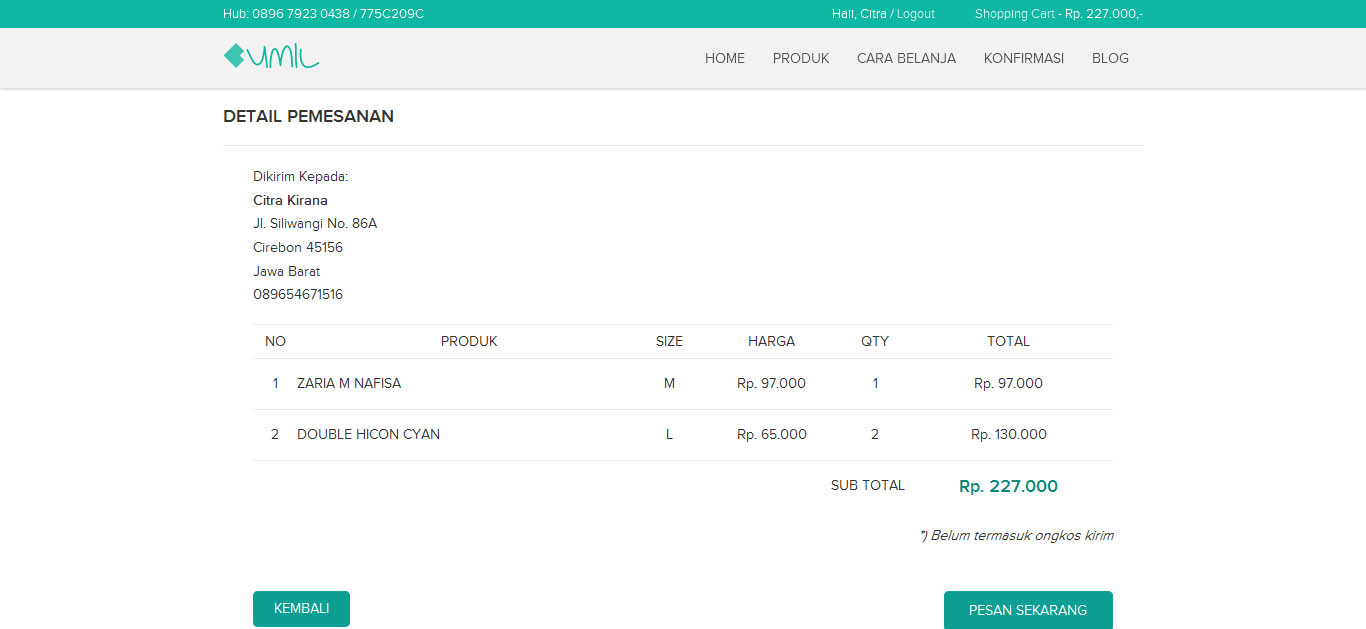 Hub: 0896 7923 0438 / 775C209C Hall, Citra / Logout Shopping Cart - Rp. 227.000,-
HOME PRODUK CARA BELANJA KONFIRMASI BLOG
DETAIL PEMESANAN
Dikirim Kepada:
Citra Kirana
Jl. Siliwangi No. 86A
Cirebon 45156
Jawa Barat
089654671516
NO PRODUK SIZE HARGA QTY TOTAL
1 ZARIA M NAFISA M Rp. 97.000 1 Rp. 97.000
2 DOUBLE HICON CYAN L Rp. 65.000 2 Rp. 130.000
SUB TOTAL Rp. 227.000
*) Belum termasuk ongkos kirim
KEMBALI PESAN SEKARANG